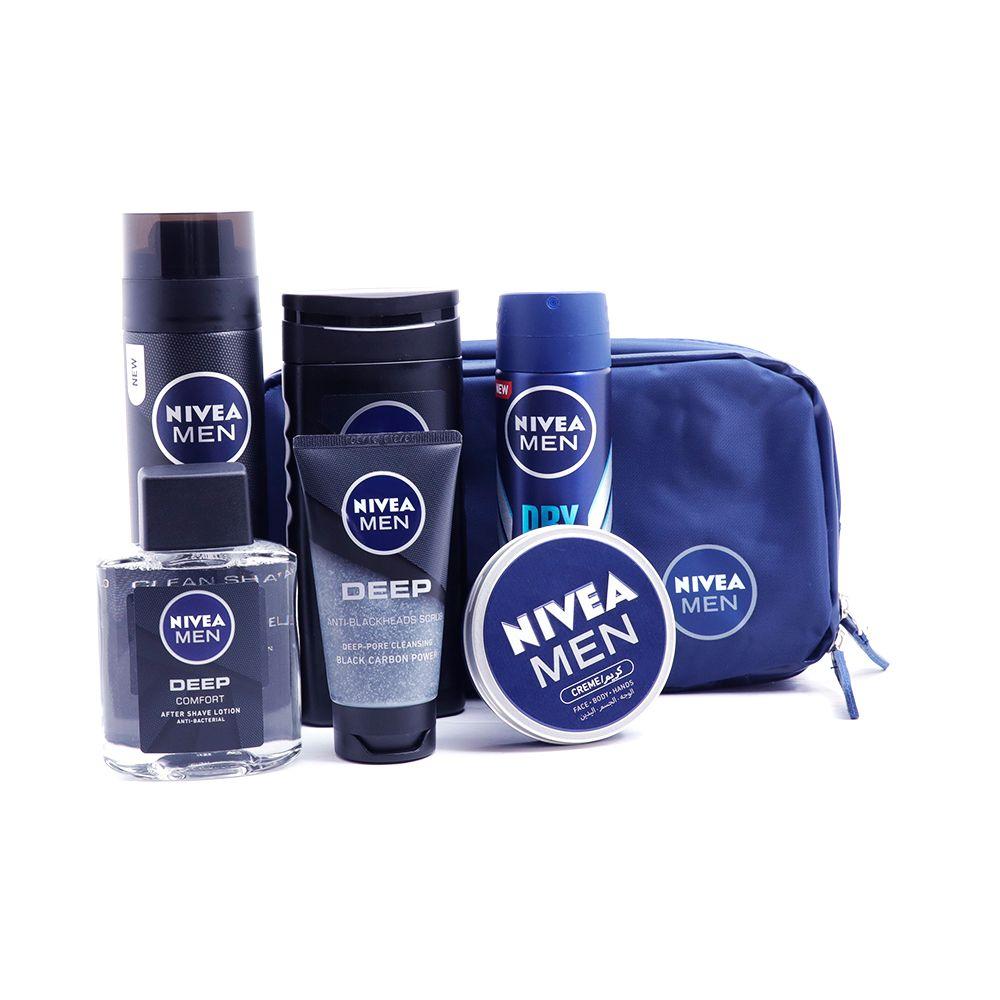 NEW
NIVEA
MEN
NIVEA
MEN
NEW
NIVEA
MEN
DRY
CLEAN SHA
NIVEA
MEN
DEEP
COMFORT
AFTER SHAVE LOTION
ANTI-BACTERIAL
NIVEA
MEN
DEEP
ANTI-BLACKHEADS SCRUB
DEEP-PORE CLEANSING
BLACK CARBON POWER
NIVEA
MEN
CREME/كريم
FACE • BODY • HANDS
الوجه • الجسم • اليدين
NIVEA
MEN